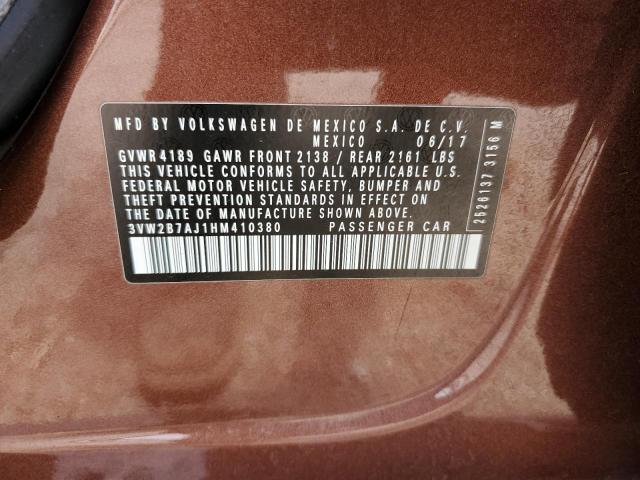 MFD BY VOLKSWAGEN DE MEXICO S.A. DE C.V.
MEXICO 06/17
GVWR 4189 GAWR FRONT 2138 / REAR 2161 LBS
THIS VEHICLE CONFORMS TO ALL APPLICABLE U.S.
FEDERAL MOTOR VEHICLE SAFETY, BUMPER AND
THEFT PREVENTION STANDARDS IN EFFECT ON
THE DATE OF MANUFACTURE SHOWN ABOVE.
3VW2B7AJ1HM410380 PASSENGER CAR
2526137 3156 M